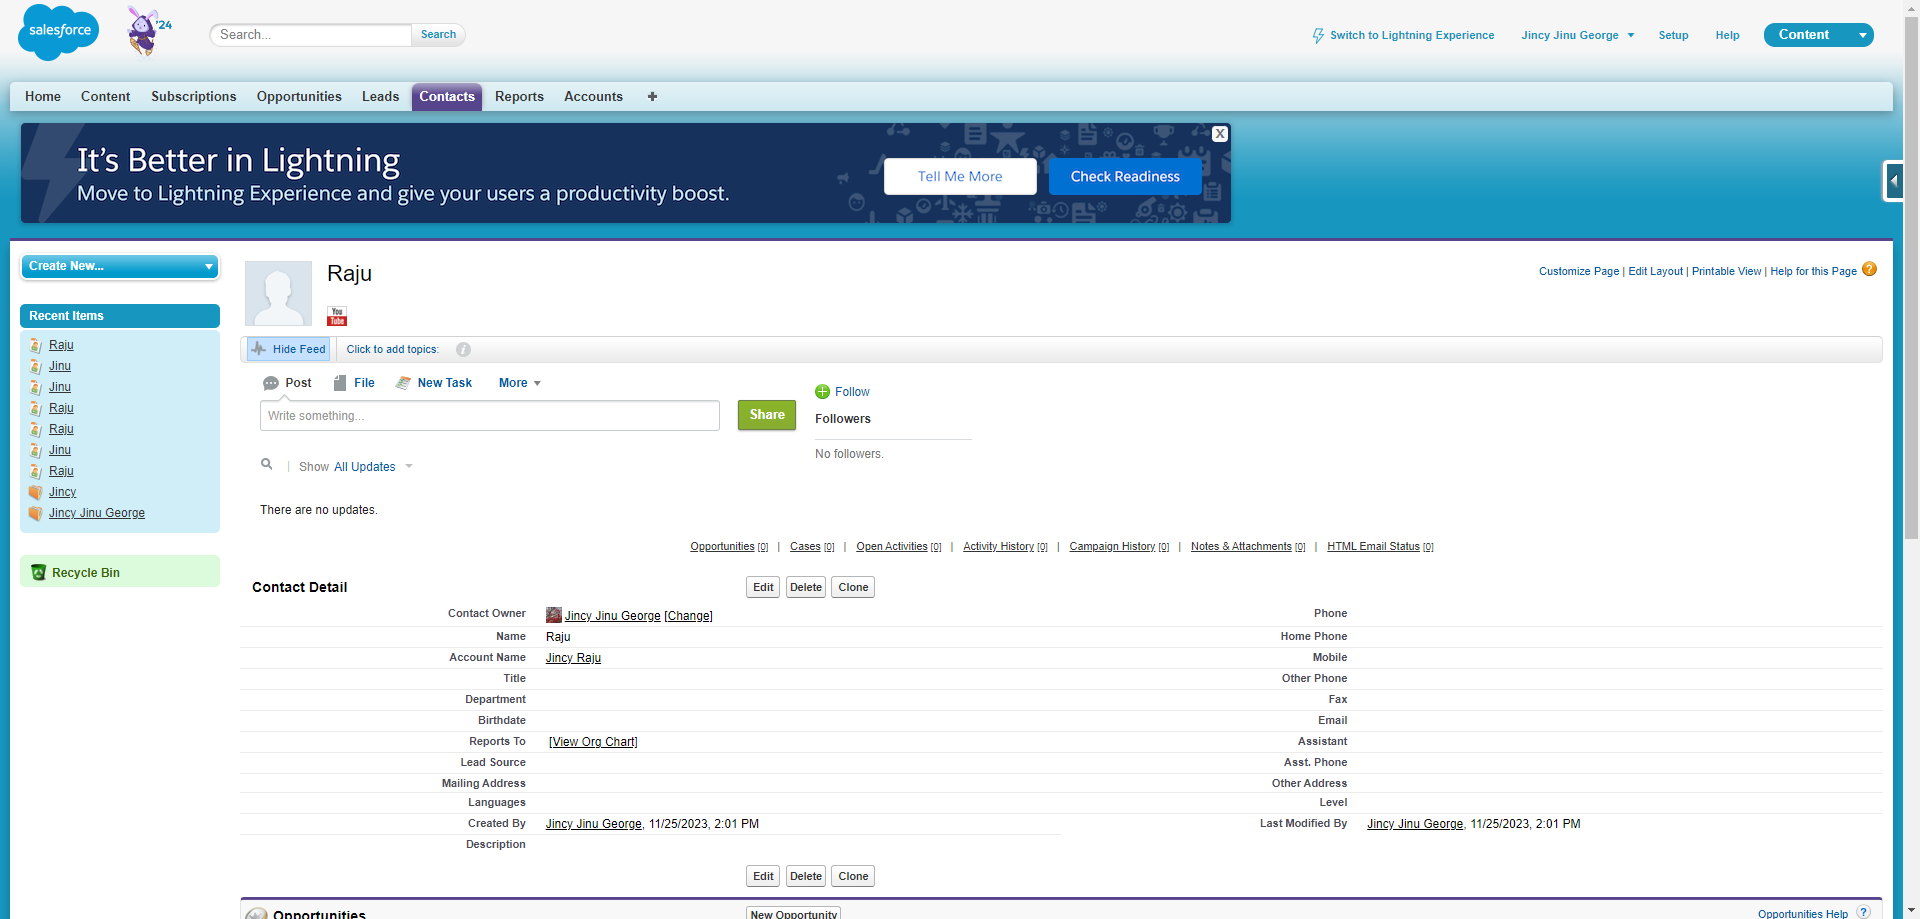 salesforce
'24
Search...
Search
Switch to Lightning Experience
Jincy Jinu George
Setup
Help
Content
Home
Content
Subscriptions
Opportunities
Leads
Contacts
Reports
Accounts
It's Better in Lightning
Move to Lightning Experience and give your users a productivity boost.
Tell Me More
Check Readiness
X
Create New...
Recent Items
Raju
Jinu
Jinu
Raju
Raju
Jinu
Raju
Jincy
Jincy Jinu George
Recycle Bin
Raju
You Tube
Customize Page | Edit Layout | Printable View | Help for this Page ?
Hide Feed
Click to add topics: i
Post
File
New Task
More
Write something...
Share
Follow
Followers
No followers.
Show All Updates
There are no updates.
Opportunities [0] | Cases [0] | Open Activities [0] | Activity History [0] | Campaign History [0] | Notes & Attachments [0] | HTML Email Status [0]
Contact Detail
Edit Delete Clone
Contact Owner Jincy Jinu George [Change] Phone
Name Raju Home Phone
Account Name Jincy Raju Mobile
Title Other Phone
Department Fax
Birthdate Email
Reports To [View Org Chart] Assistant
Lead Source Asst. Phone
Mailing Address Other Address
Languages Level
Created By Jincy Jinu George, 11/25/2023, 2:01 PM Last Modified By Jincy Jinu George, 11/25/2023, 2:01 PM
Description
Edit Delete Clone
Opportunities
New Opportunity
Opportunities Help ?